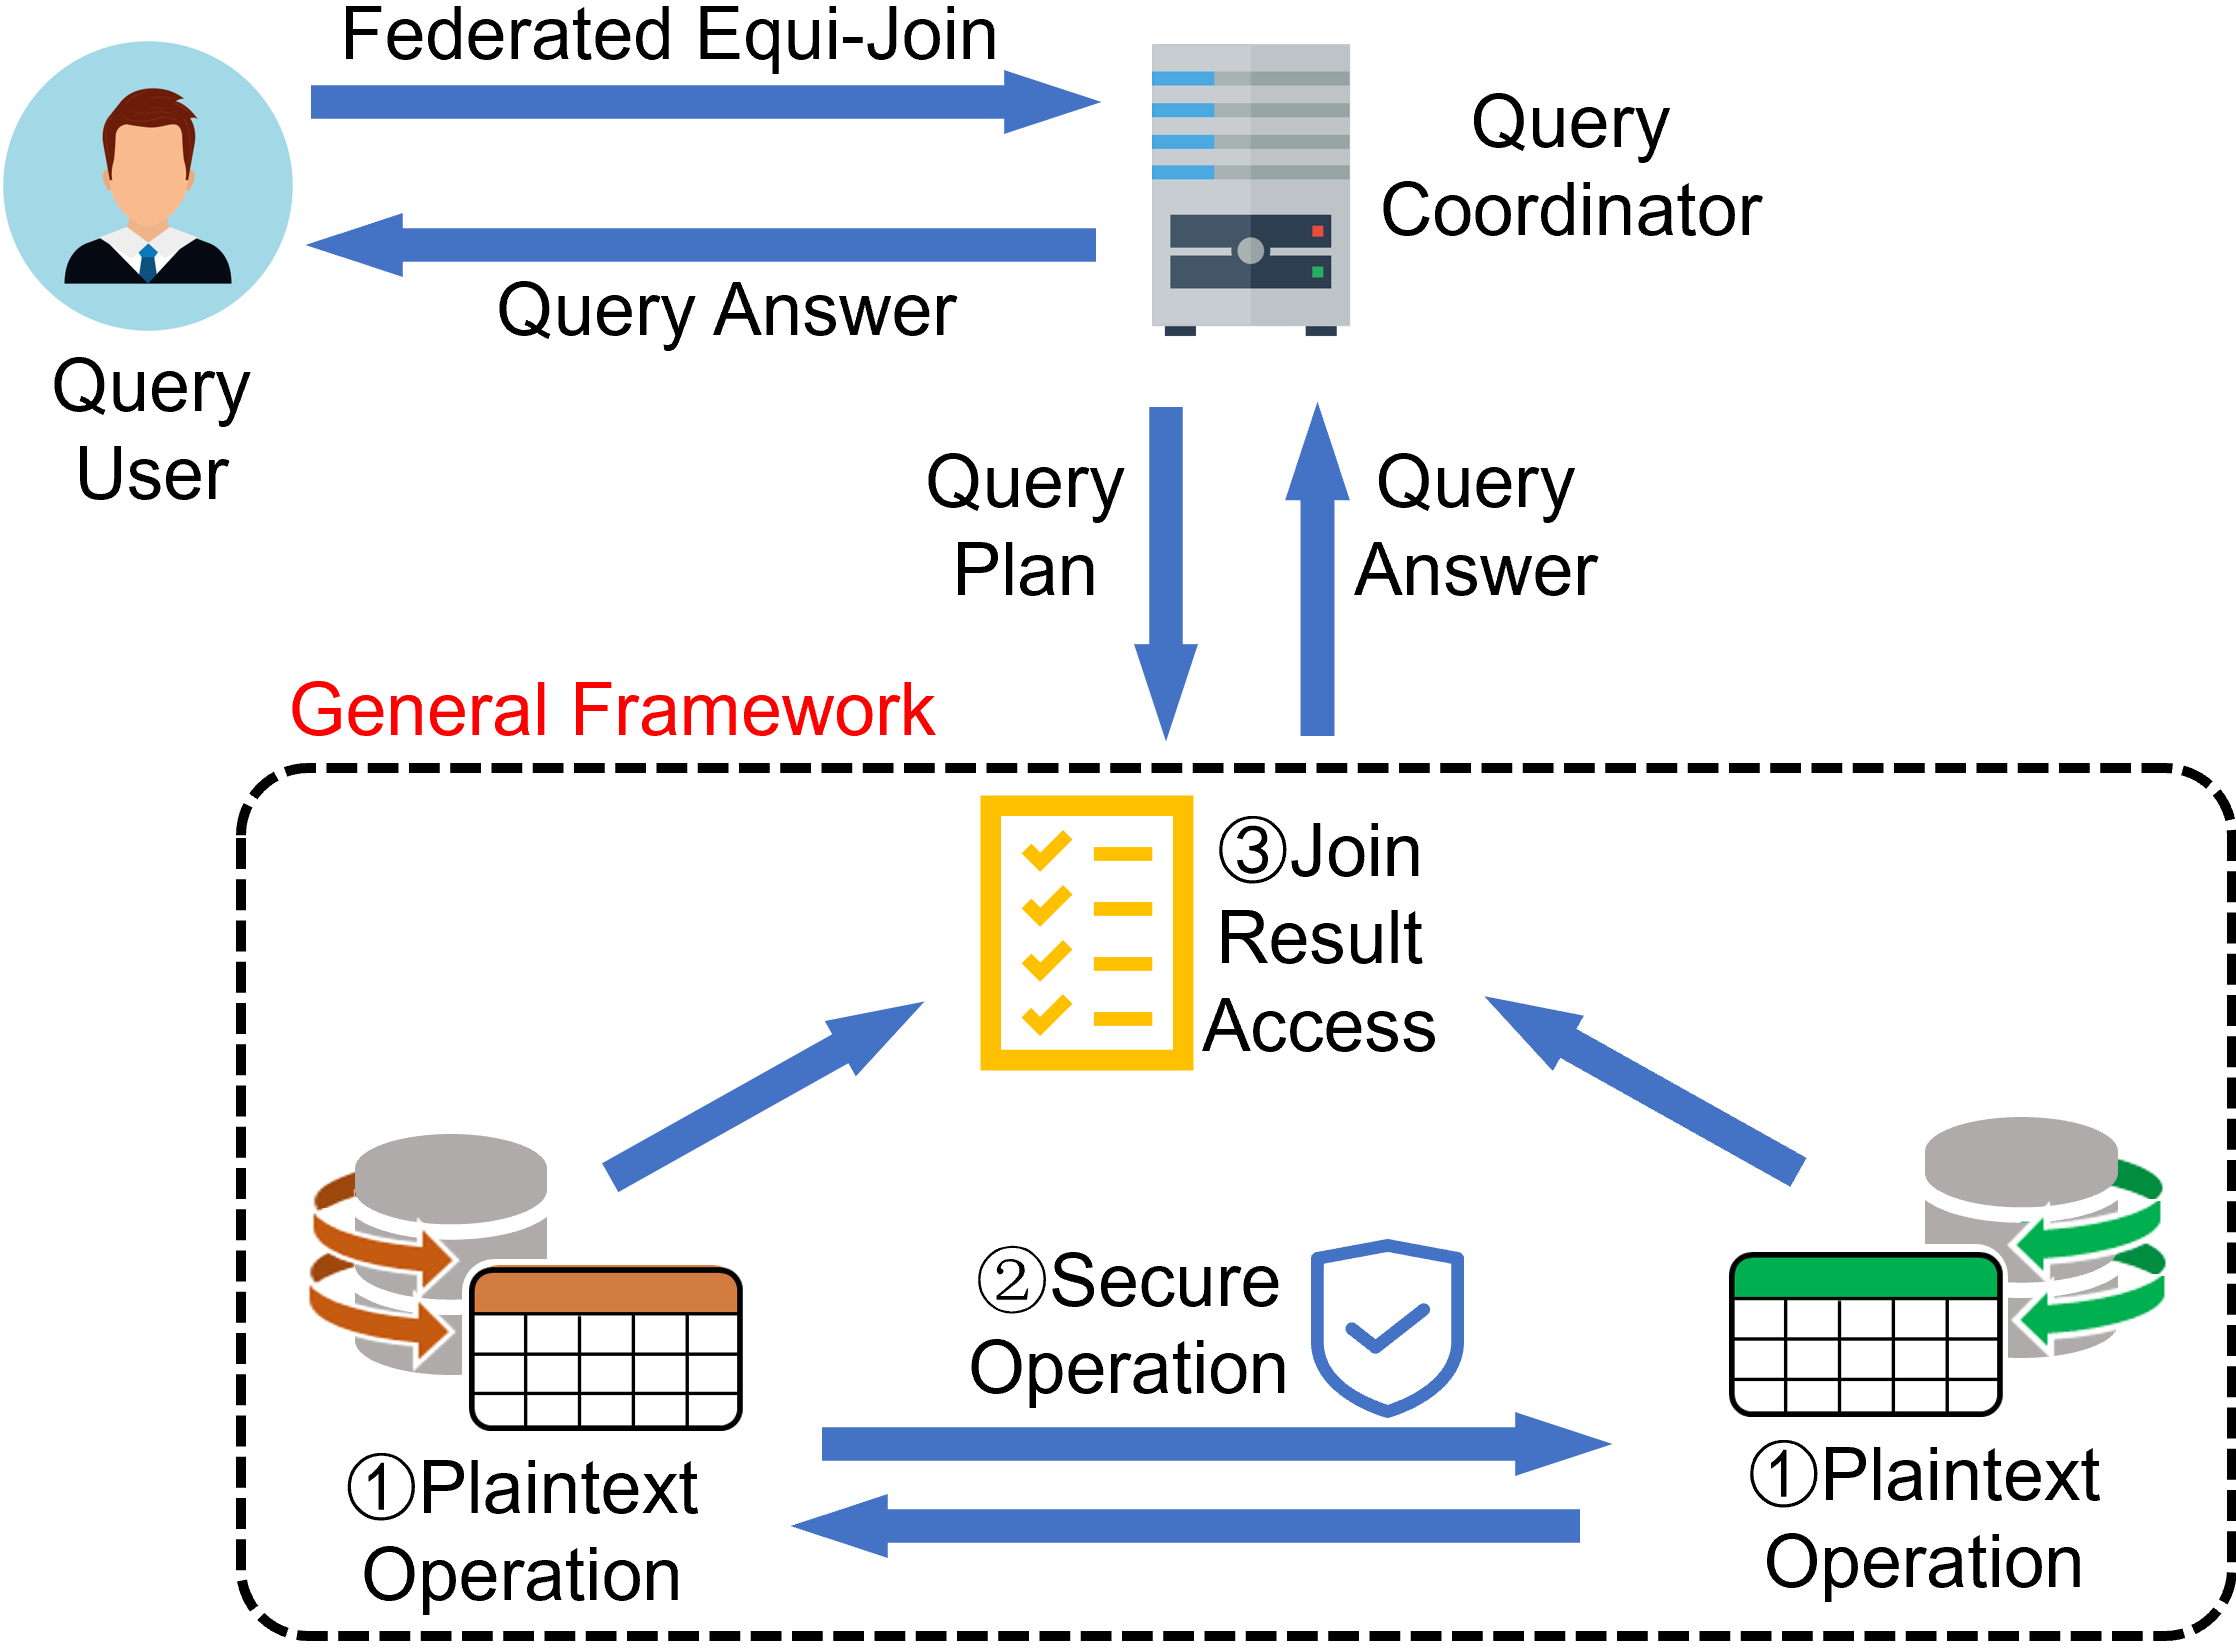 Federated Equi-Join
Query
Coordinator
Query Answer
Query
User
Query
Plan
Query
Answer
General Framework
③Join
Result
Access
②Secure
Operation
①Plaintext
Operation
①Plaintext
Operation